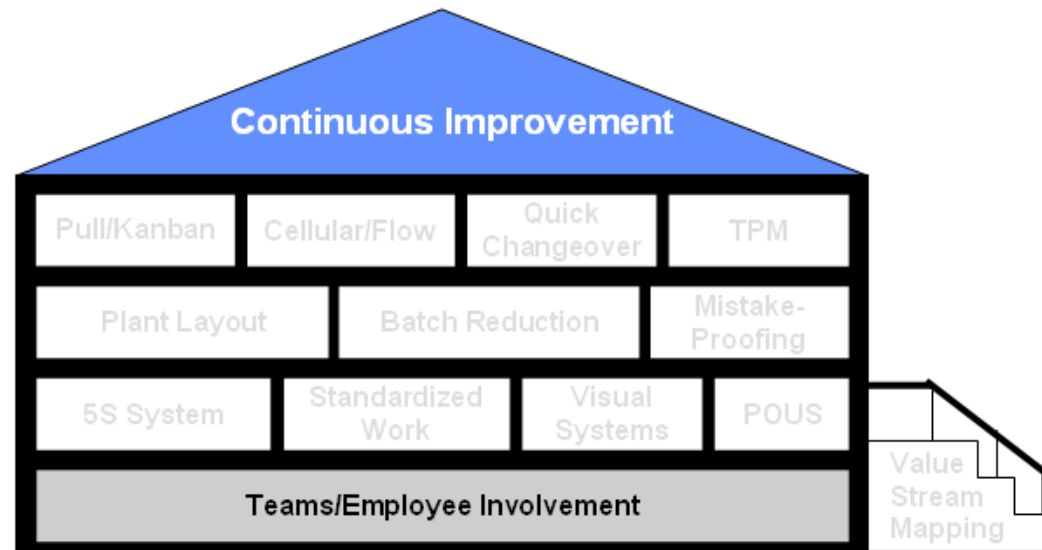 Continuous Improvement
Pull/Kanban
Cellular/Flow
Quick
Changeover
TPM
Plant Layout
Batch Reduction
Mistake-
Proofing
5S System
Standardized
Work
Visual
Systems
POUS
Teams/Employee Involvement
Value
Stream
Mapping